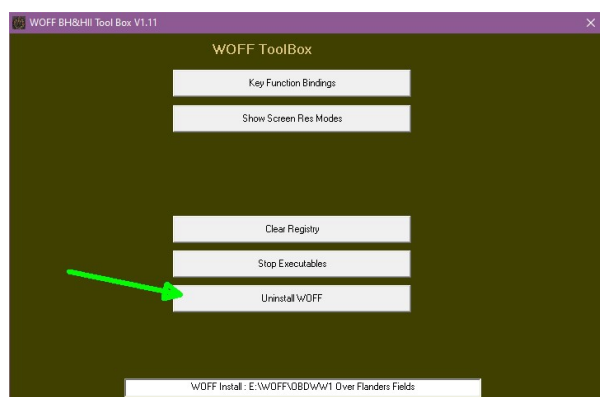 WOFF BH&HII Tool Box V1.11
WOFF ToolBox
Key Function Bindings
Show Screen Res Modes
Clear Registry
Stop Executables
Uninstall WOFF
WOFF Install : E:\WOFF\OBDWW1 Over Flanders Fields